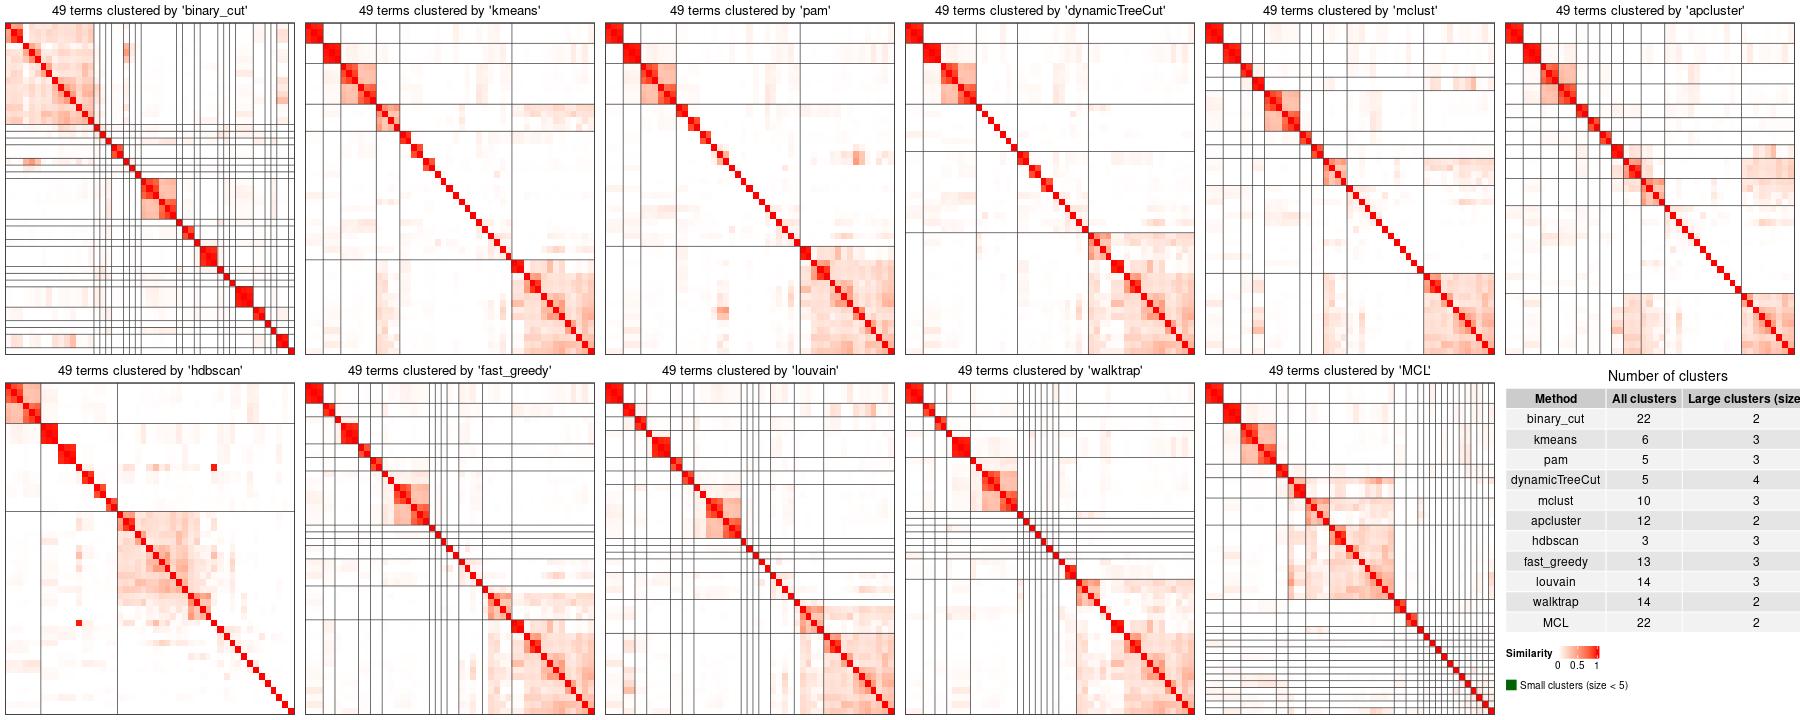 49 terms clustered by 'binary_cut'
49 terms clustered by 'kmeans'
49 terms clustered by 'pam'
49 terms clustered by 'dynamicTreeCut'
49 terms clustered by 'mclust'
49 terms clustered by 'apcluster'
49 terms clustered by 'hdbscan'
49 terms clustered by 'fast_greedy'
49 terms clustered by 'louvain'
49 terms clustered by 'walktrap'
49 terms clustered by 'MCL'
Number of clusters
Method All clusters Large clusters (size
binary_cut 22 2
kmeans 6 3
pam 5 3
dynamicTreeCut 5 4
mclust 10 3
apcluster 12 2
hdbscan 3 3
fast_greedy 13 3
louvain 14 3
walktrap 14 2
MCL 22 2
Similarity
0 0.5 1
Small clusters (size < 5)